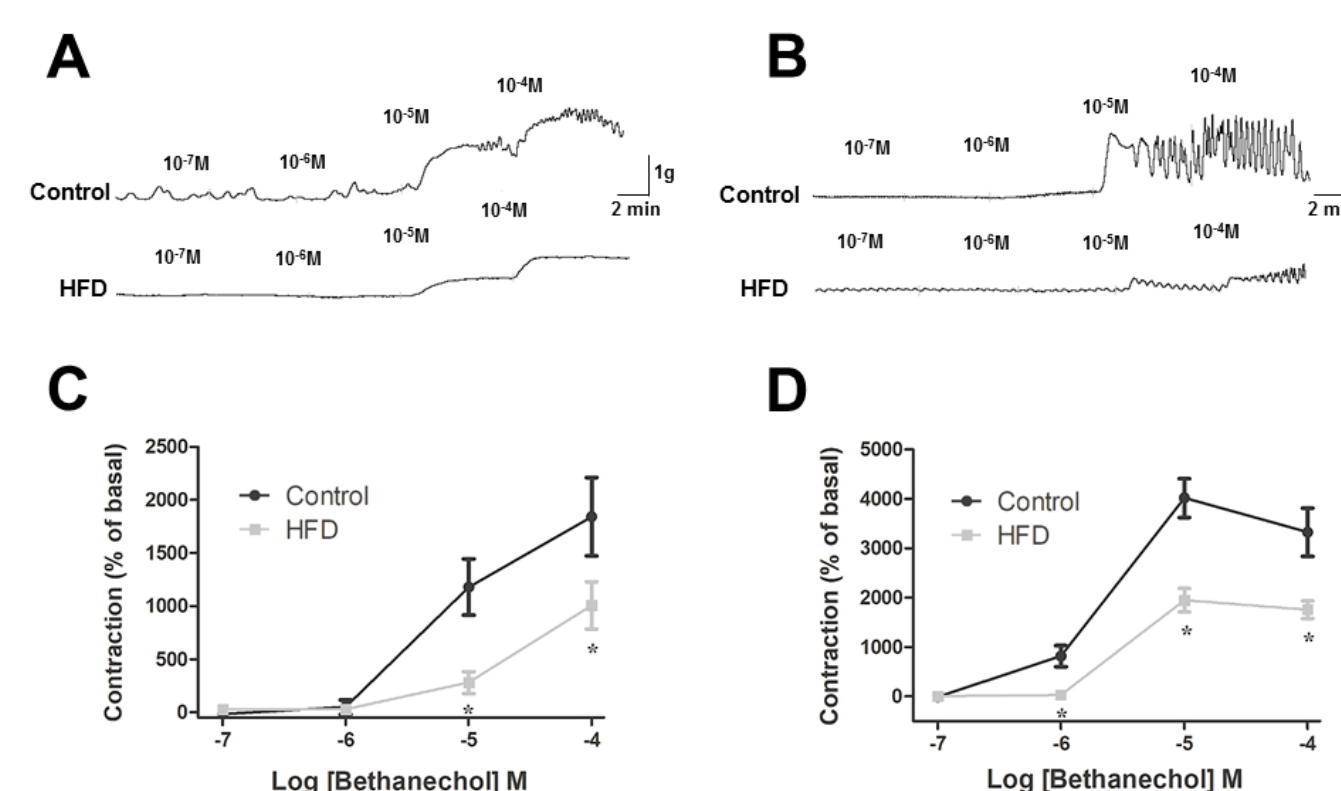 A
10-4M
10-5M
10-7M
10-6M
Control
1g
2 min
10-4M
10-5M
10-7M
10-6M
HFD
B
10-4M
10-5M
10-7M
10-6M
Control
2 m
10-7M
10-6M
10-5M
10-4M
HFD
C
Contraction (% of basal)
2500
2000
1500
1000
500
0
Control
HFD
*
*
-7
-6
-5
-4
Log [Bethanechol] M
D
Contraction (% of basal)
5000
4000
3000
2000
1000
0
Control
HFD
*
*
*
-7
-6
-5
-4
Log [Bethanechol] M